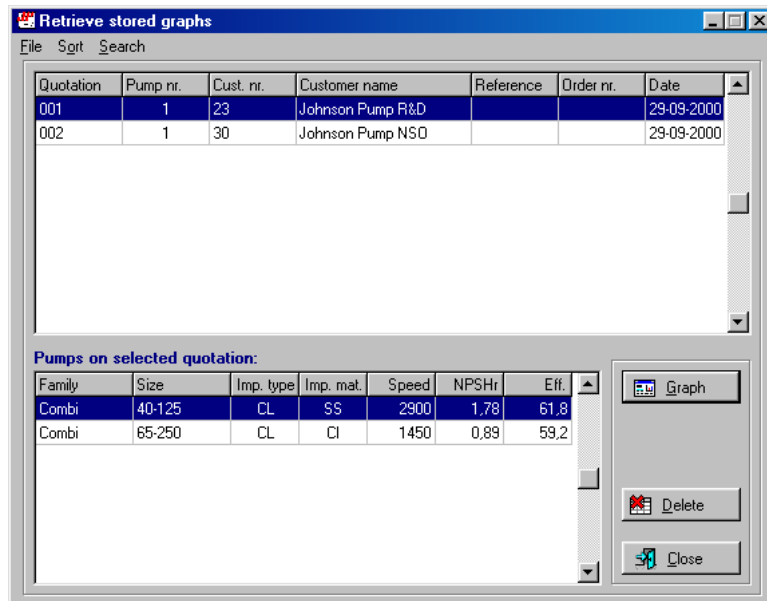 Retrieve stored graphs
File Sort Search
Quotation Pump nr. Cust. nr. Customer name Reference Order nr. Date
001 1 23 Johnson Pump R&D 29-09-2000
002 1 30 Johnson Pump NSO 29-09-2000
Pumps on selected quotation:
Family Size Imp. type Imp. mat. Speed NPSHr Eff.
Combi 40-125 CL SS 2900 1,78 61,8
Combi 65-250 CL CI 1450 0,89 59,2
Graph
Delete
Close